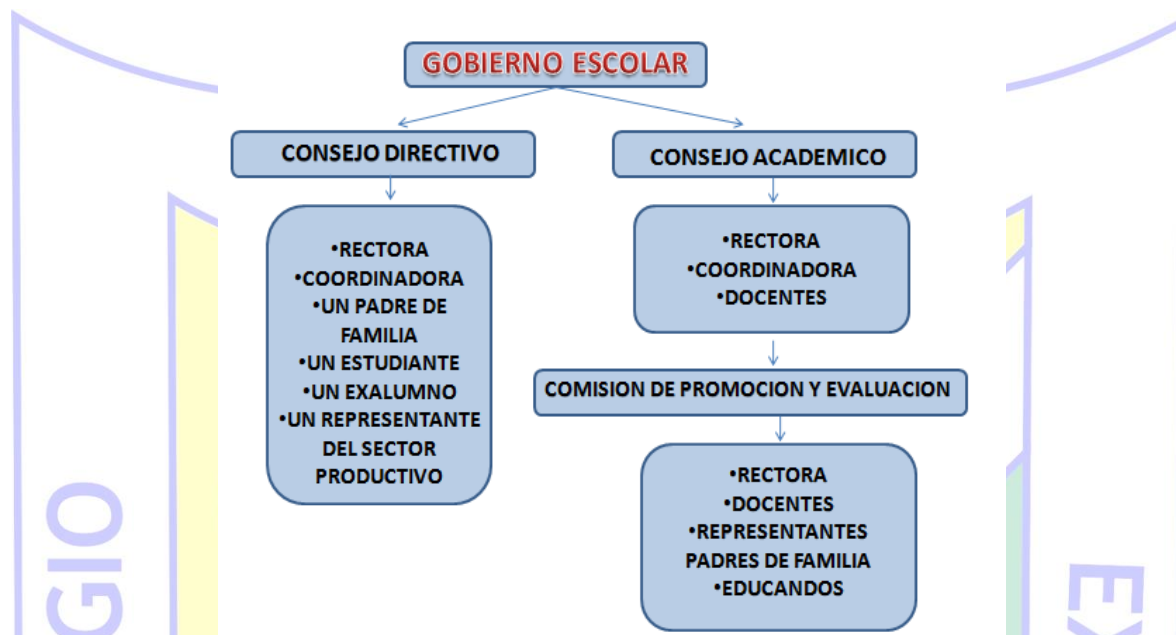 GOBIERNO ESCOLAR
CONSEJO DIRECTIVO
•RECTORA
•COORDINADORA
•UN PADRE DE
FAMILIA
•UN ESTUDIANTE
•UN EXALUMNO
•UN REPRESENTANTE
DEL SECTOR
PRODUCTIVO
CONSEJO ACADEMICO
•RECTORA
•COORDINADORA
•DOCENTES
COMISION DE PROMOCION Y EVALUACION
•RECTORA
•DOCENTES
•REPRESENTANTES
PADRES DE FAMILIA
•EDUCANDOS
GIO